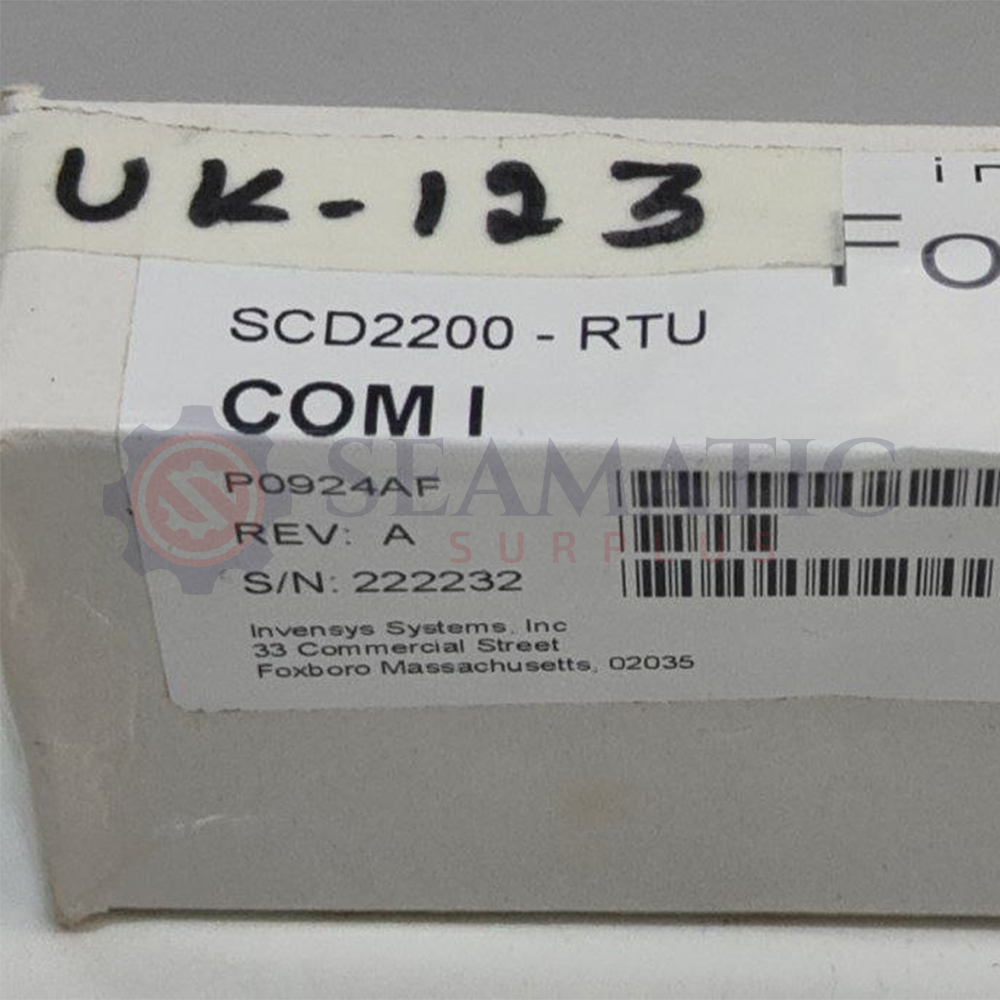 UK-123
in
Fo
SCD2200 - RTU
COM I
P0924AF
REV: A
S/N: 222232
Invensys Systems, Inc
33 Commercial Street
Foxboro Massachusetts, 02035
SEAMATIC
SURPLUS